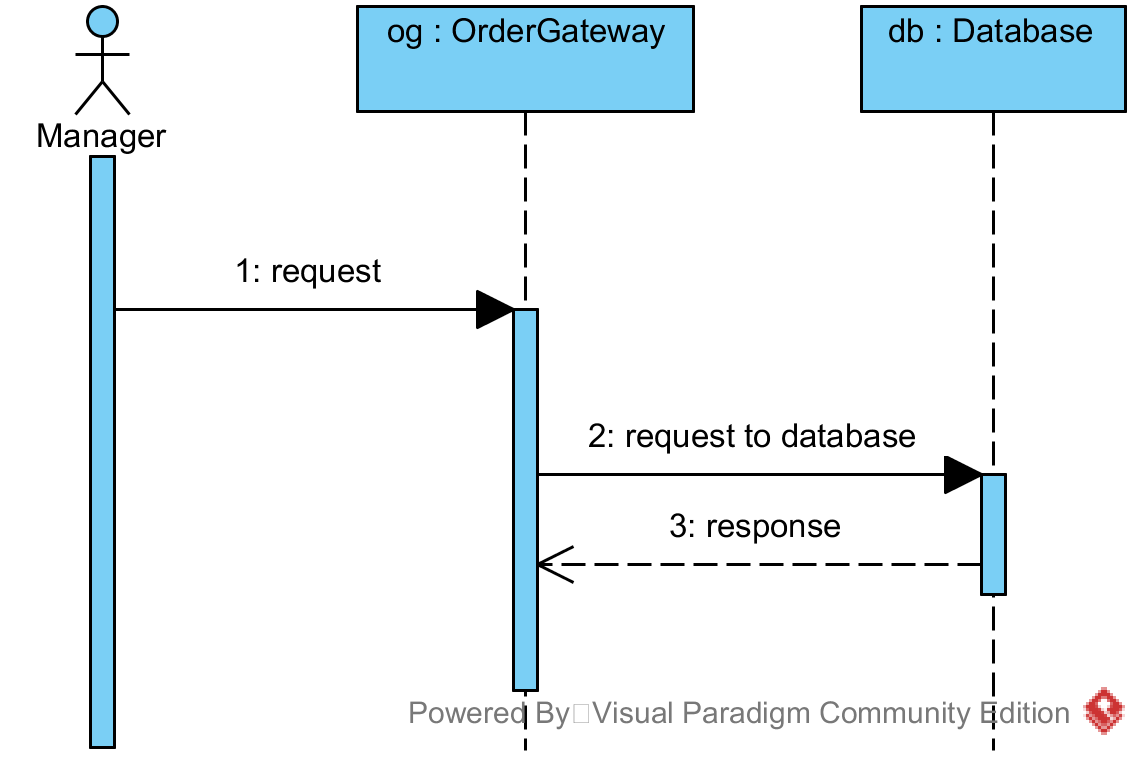 og : OrderGateway
db : Database
Manager
1: request
2: request to database
3: response
Powered By Visual Paradigm Community Edition